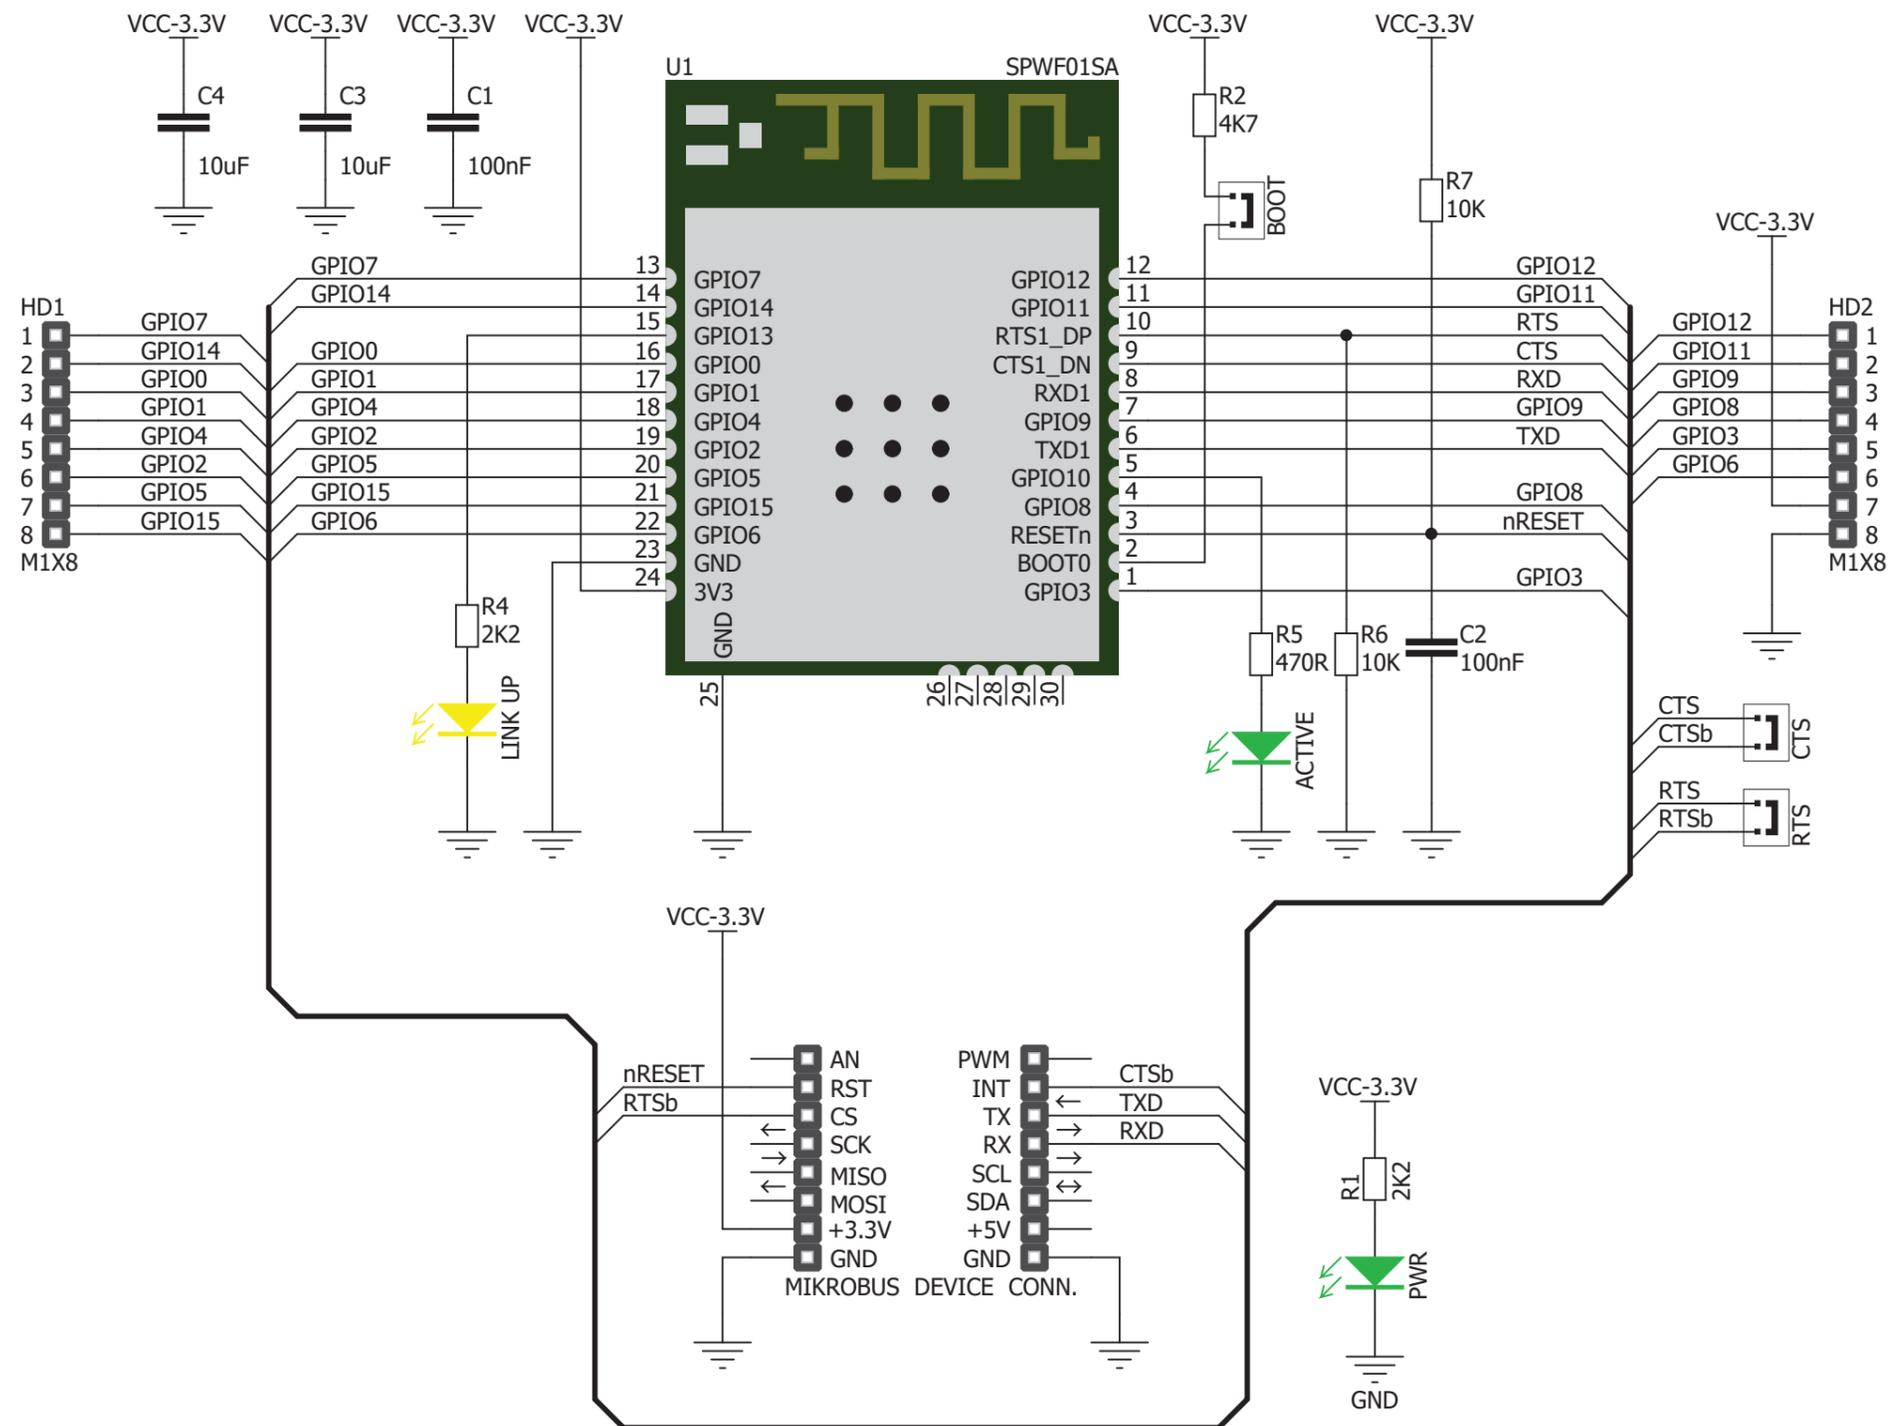 VCC-3.3V VCC-3.3V VCC-3.3V VCC-3.3V VCC-3.3V VCC-3.3V
U1 SPWF01SA
C4 C3 C1 R2
4K7
10uF 10uF 100nF
BOOT
R7
10K
VCC-3.3V
GPIO7 13 GPIO7 GPIO12 12 GPIO12
GPIO14 14 GPIO14 GPIO11 11 GPIO11
HD1 HD2
1 GPIO7 15 GPIO13 RTS1_DP 10 RTS GPIO12 1
2 GPIO14 GPIO0 16 GPIO0 CTS1_DN 9 CTS GPIO11 2
3 GPIO0 GPIO1 17 GPIO1 RXD1 8 RXD GPIO9 3
4 GPIO1 GPIO4 18 GPIO4 GPIO9 7 GPIO9 GPIO8 4
5 GPIO4 GPIO2 19 GPIO2 TXD1 6 TXD GPIO3 5
6 GPIO2 GPIO5 20 GPIO5 GPIO10 5 GPIO6 6
7 GPIO5 GPIO15 21 GPIO15 GPIO8 4 GPIO8 7
8 GPIO15 GPIO6 22 GPIO6 RESETn 3 nRESET 8
M1X8 23 GND BOOT0 2 M1X8
24 3V3 GPIO3 1 GPIO3
R4
2K2
GND
R5
470R
R6
10K
C2
100nF
25 26 27 28 29 30
LINK UP
ACTIVE
CTS
CTSb
CTS
RTS
RTSb
RTS
VCC-3.3V
AN PWM
nRESET RST INT CTSb
RTSb CS TX TXD
SCK RX RXD
MISO SCL
MOSI SDA
+3.3V +5V
GND GND
MIKROBUS DEVICE CONN.
VCC-3.3V
R1
2K2
PWR
GND